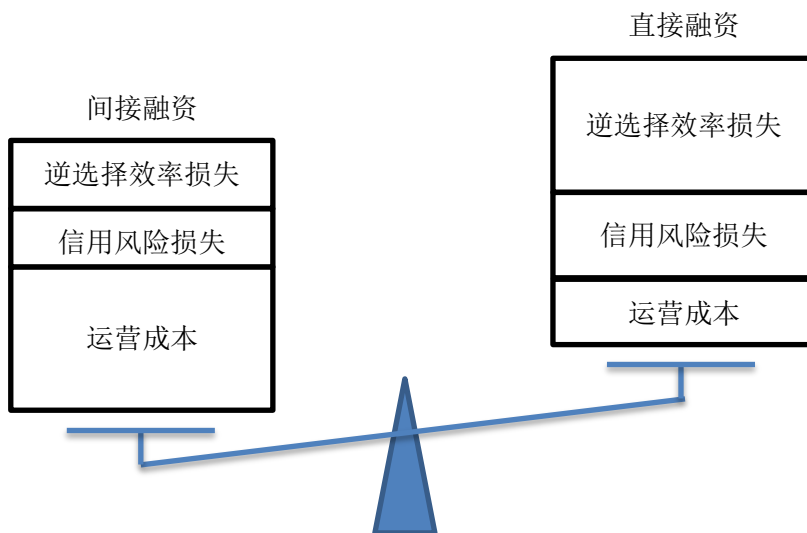 直接融资
间接融资
逆选择效率损失
逆选择效率损失
信用风险损失
信用风险损失
运营成本
运营成本